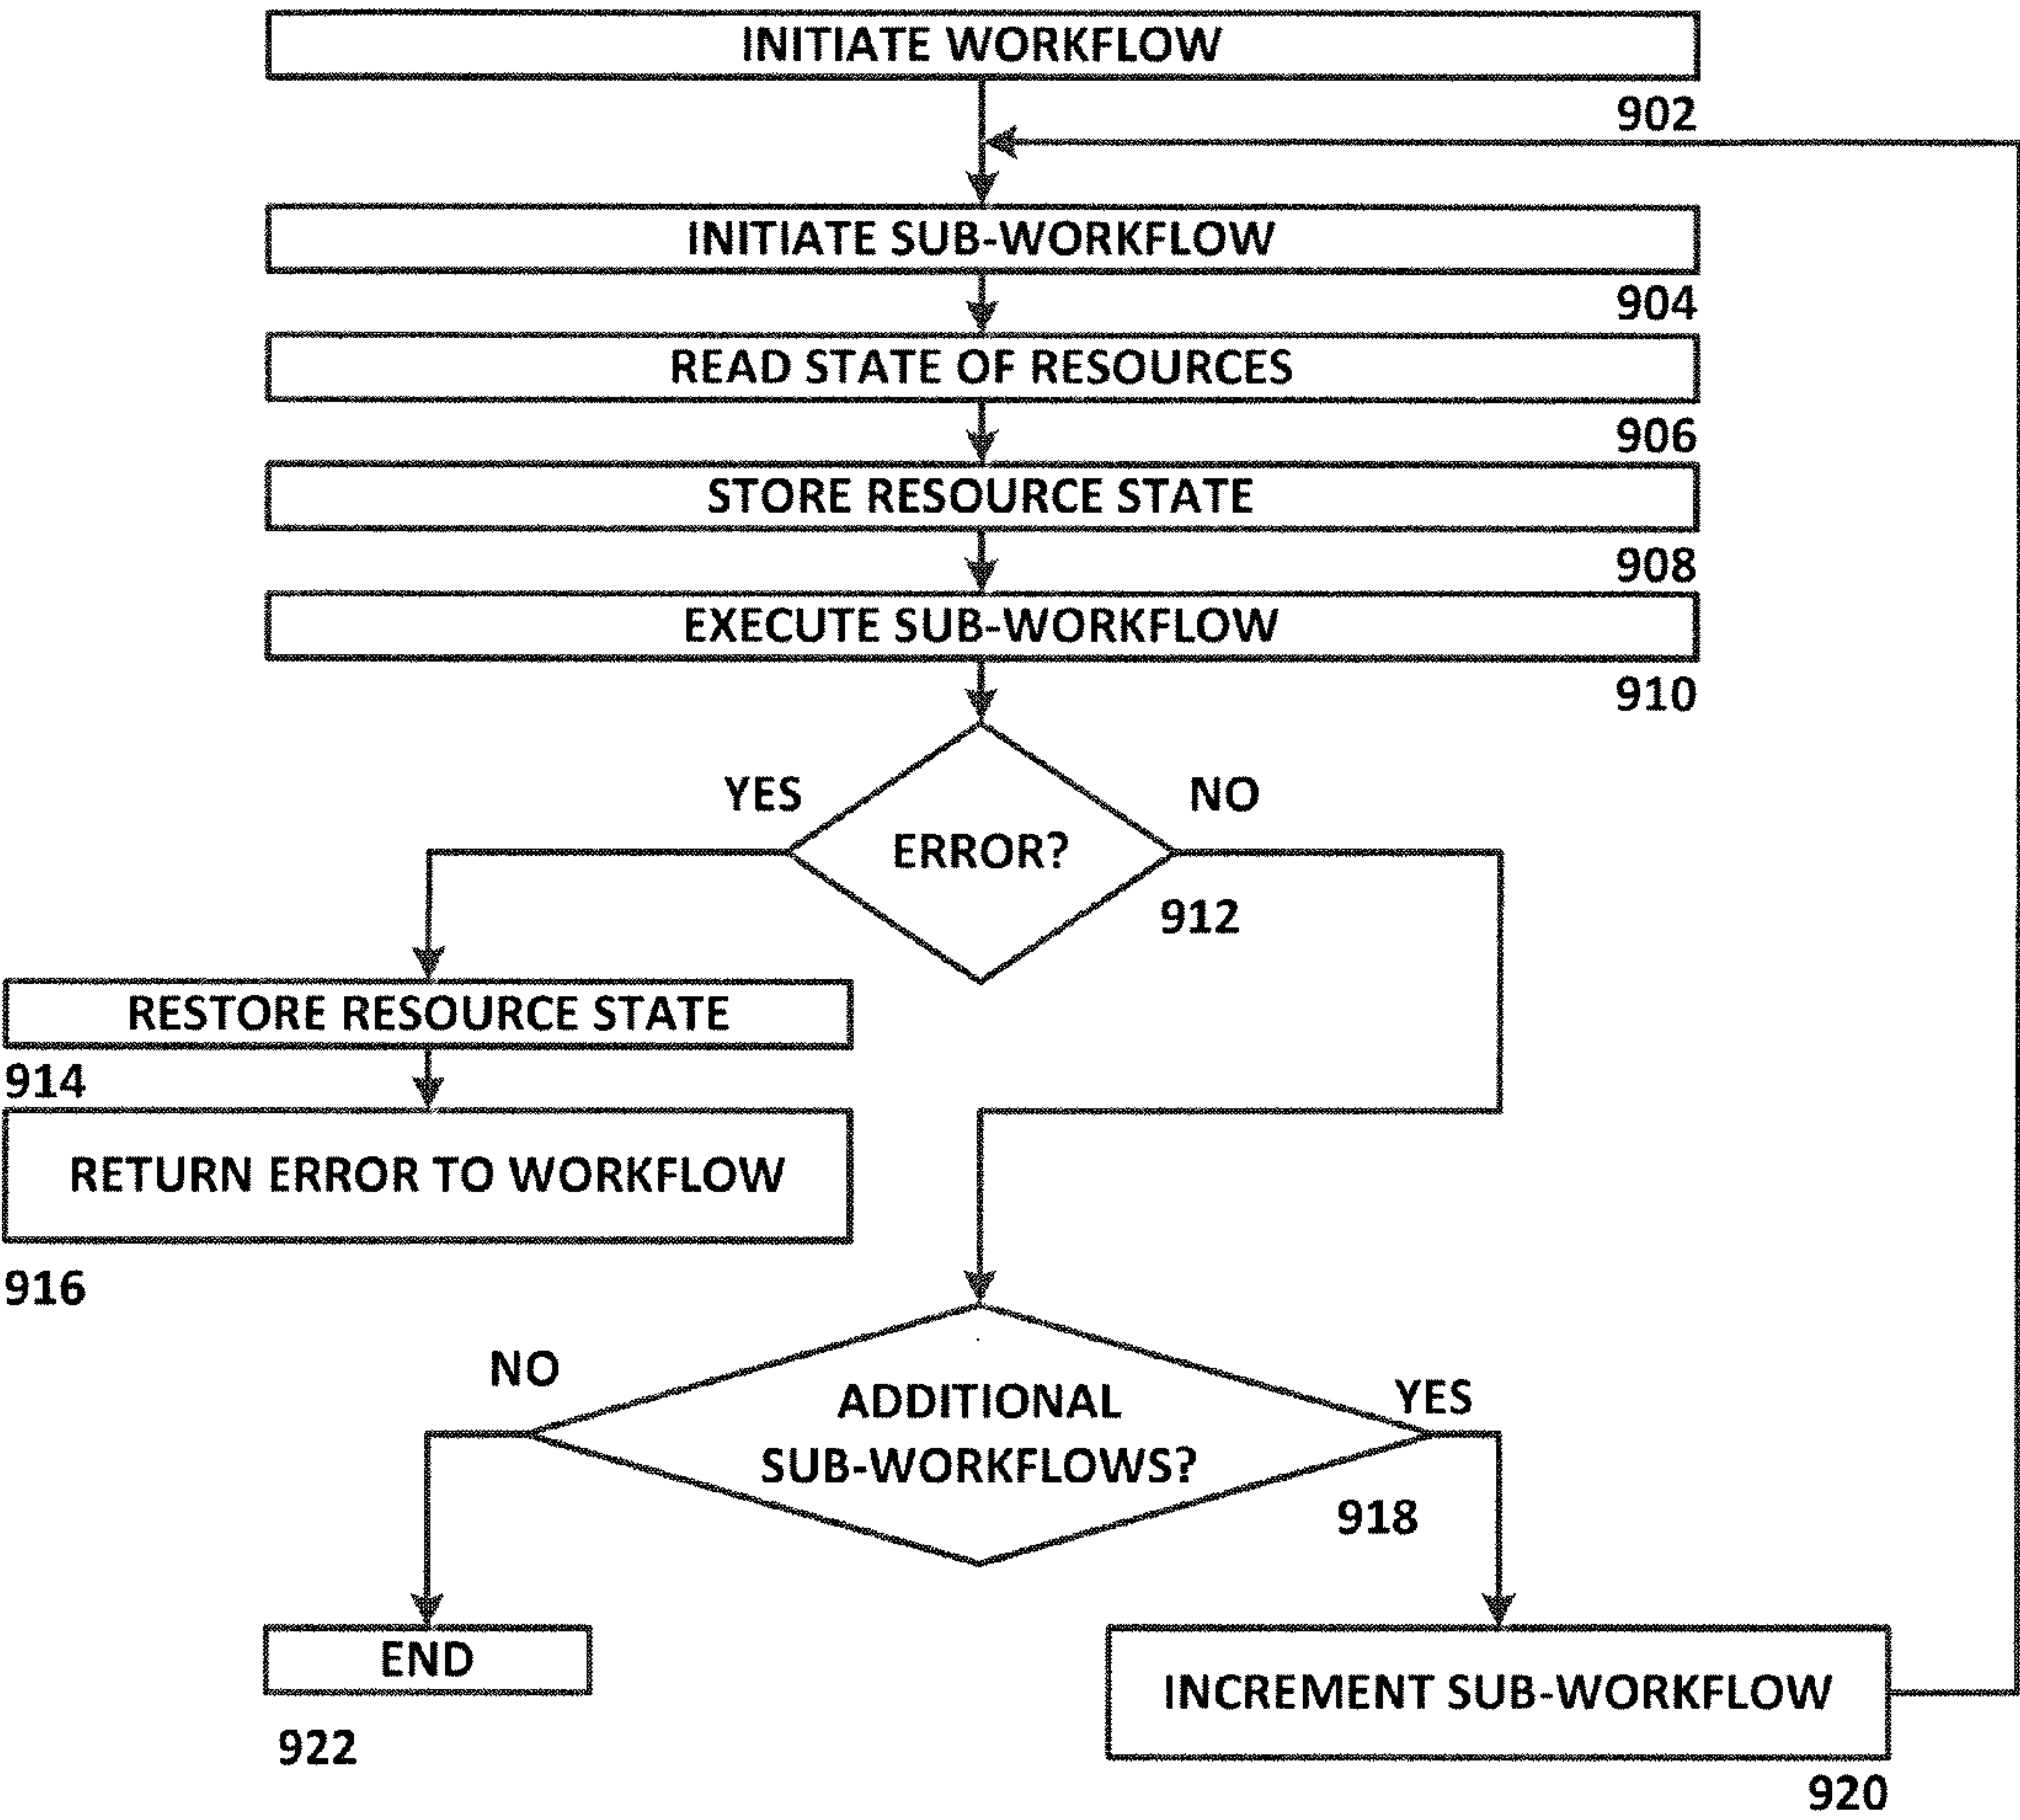 INITIATE WORKFLOW
902
INITIATE SUB-WORKFLOW
904
READ STATE OF RESOURCES
906
STORE RESOURCE STATE
908
EXECUTE SUB-WORKFLOW
910
YES
NO
ERROR?
912
RESTORE RESOURCE STATE
914
RETURN ERROR TO WORKFLOW
916
NO
YES
ADDITIONAL
SUB-WORKFLOWS?
918
END
922
INCREMENT SUB-WORKFLOW
920